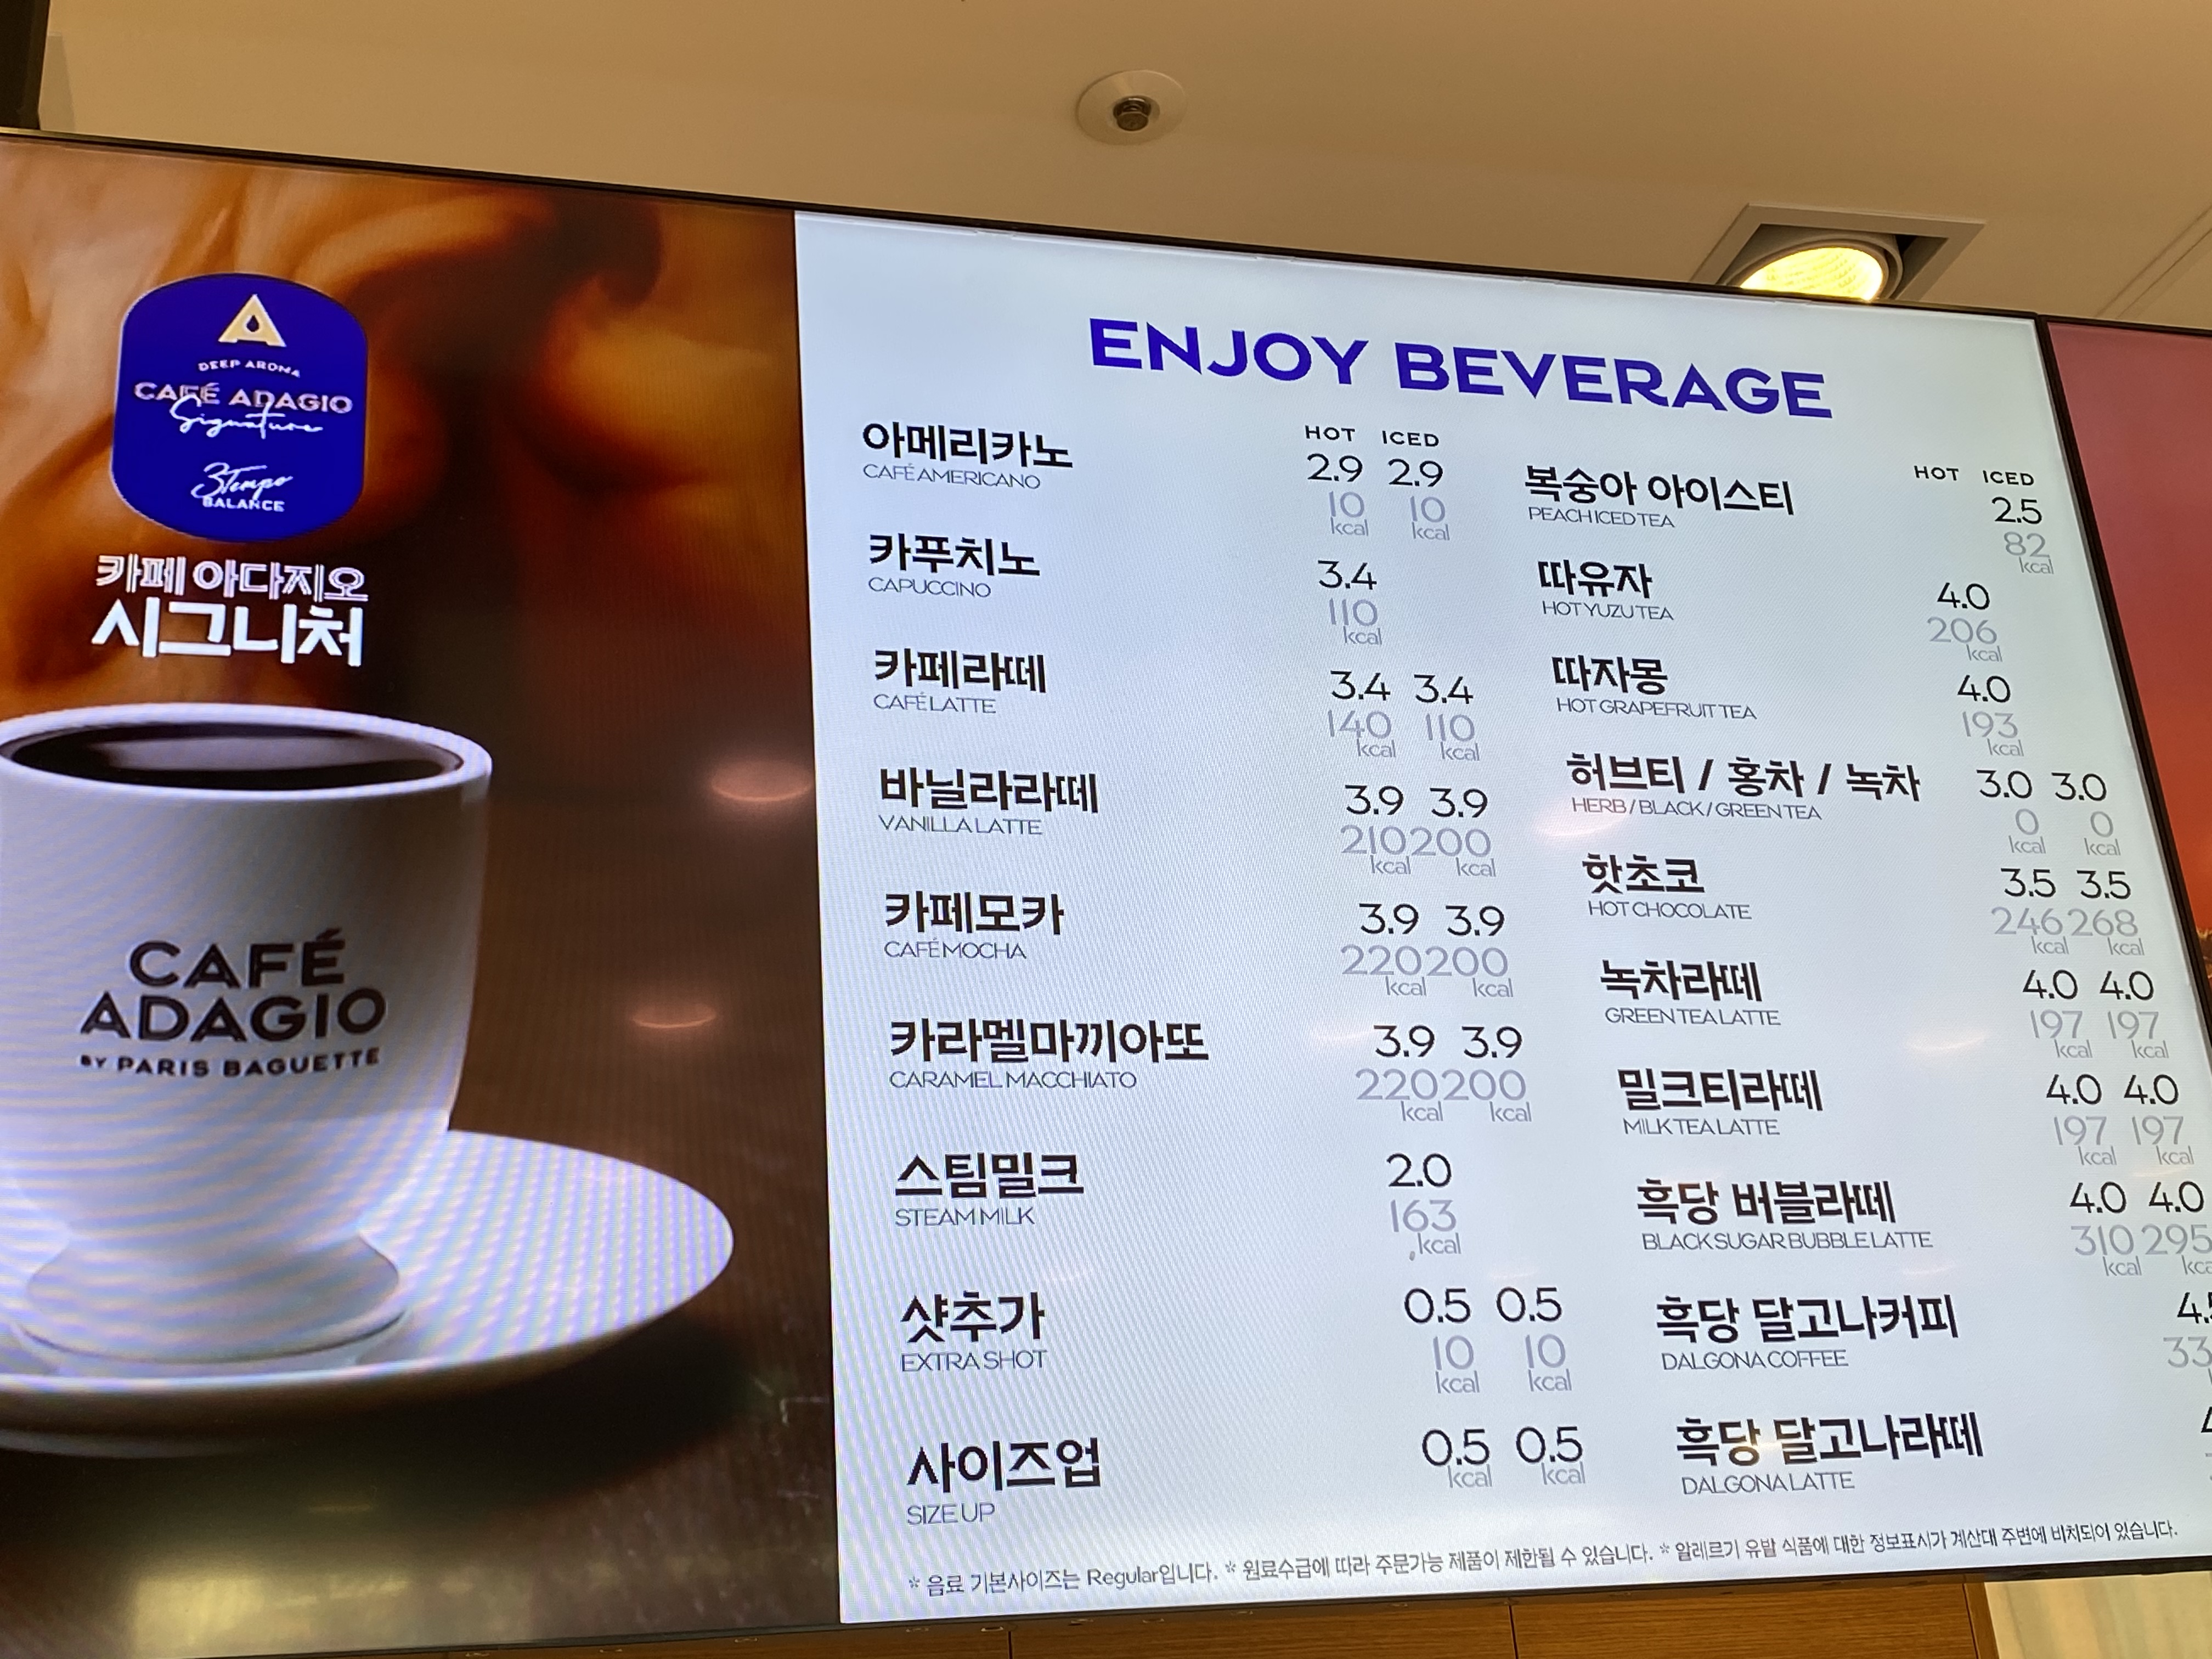 DEEP AROMA
CAFÉ ADAGIO
Signature
3Tempo
BALANCE
카페 아다지오
시그니처
CAFÉ
ADAGIO
BY PARIS BAGUETTE
ENJOY BEVERAGE
HOT ICED
아메리카노 2.9 2.9
CAFÉ AMERICANO 10 kcal 10 kcal
카푸치노 3.4
CAPUCCINO 110 kcal
카페라떼 3.4 3.4
CAFÉ LATTE 140 kcal 110 kcal
바닐라라떼 3.9 3.9
VANILLA LATTE 210 kcal 200 kcal
카페모카 3.9 3.9
CAFÉ MOCHA 220 kcal 200 kcal
카라멜마끼아또 3.9 3.9
CARAMEL MACCHIATO 220 kcal 200 kcal
스팀밀크 2.0
STEAM MILK 163 kcal
샷추가 0.5 0.5
EXTRA SHOT 10 kcal 10 kcal
사이즈업 0.5 0.5
SIZE UP kcal kcal
HOT ICED
복숭아 아이스티 2.5
PEACH ICED TEA 82 kcal
따유자 4.0
HOT YUZU TEA 206 kcal
따자몽 4.0
HOT GRAPEFRUIT TEA 193 kcal
허브티 / 홍차 / 녹차 3.0 3.0
HERB / BLACK / GREEN TEA 0 kcal 0 kcal
핫초코 3.5 3.5
HOT CHOCOLATE 246 kcal 268 kcal
녹차라떼 4.0 4.0
GREEN TEA LATTE 197 kcal 197 kcal
밀크티라떼 4.0 4.0
MILK TEA LATTE 197 kcal 197 kcal
흑당 버블라떼 4.0 4.0
BLACK SUGAR BUBBLE LATTE 310 kcal 295
흑당 달고나커피
DALGONA COFFEE
흑당 달고나라떼
DALGONA LATTE
* 음료 기본사이즈는 Regular입니다. * 원료수급에 따라 주문가능 제품이 제한될 수 있습니다. * 알레르기 유발 식품에 대한 정보표시가 계산대 주변에 비치되어 있습니다.